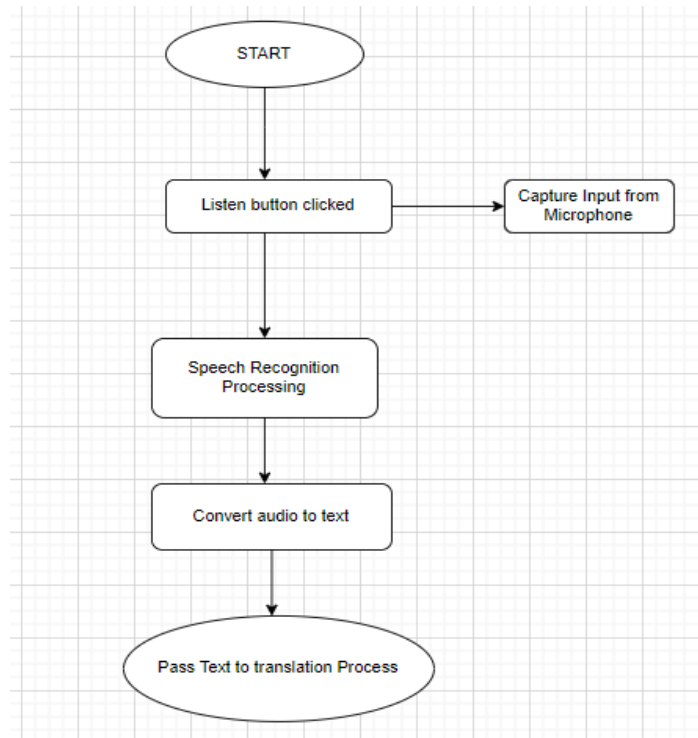 START
Listen button clicked
Capture Input from
Microphone
Speech Recognition
Processing
Convert audio to text
Pass Text to translation Process